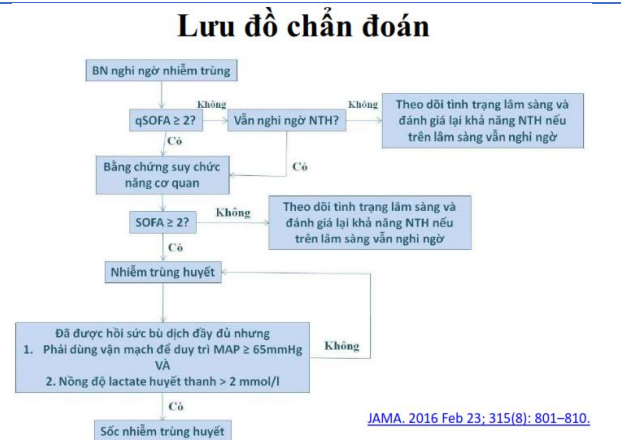 Lưu đồ chẩn đoán
BN nghi ngờ nhiễm trùng
qSOFA ≥ 2?
Không
Vẫn nghi ngờ NTH?
Không
Theo dõi tình trạng lâm sàng và
đánh giá lại khả năng NTH nếu
trên lâm sàng vẫn nghi ngờ
Có
Có
Bằng chứng suy chức
năng cơ quan
SOFA ≥ 2?
Không
Theo dõi tình trạng lâm sàng và
đánh giá lại khả năng NTH nếu
trên lâm sàng vẫn nghi ngờ
Có
Nhiễm trùng huyết
Đã được hồi sức bù dịch đầy đủ nhưng
1. Phải dùng vận mạch để duy trì MAP ≥ 65mmHg
VÀ
2. Nồng độ lactate huyết thanh > 2 mmol/l
Không
Có
Sốc nhiễm trùng huyết
JAMA. 2016 Feb 23; 315(8): 801–810.